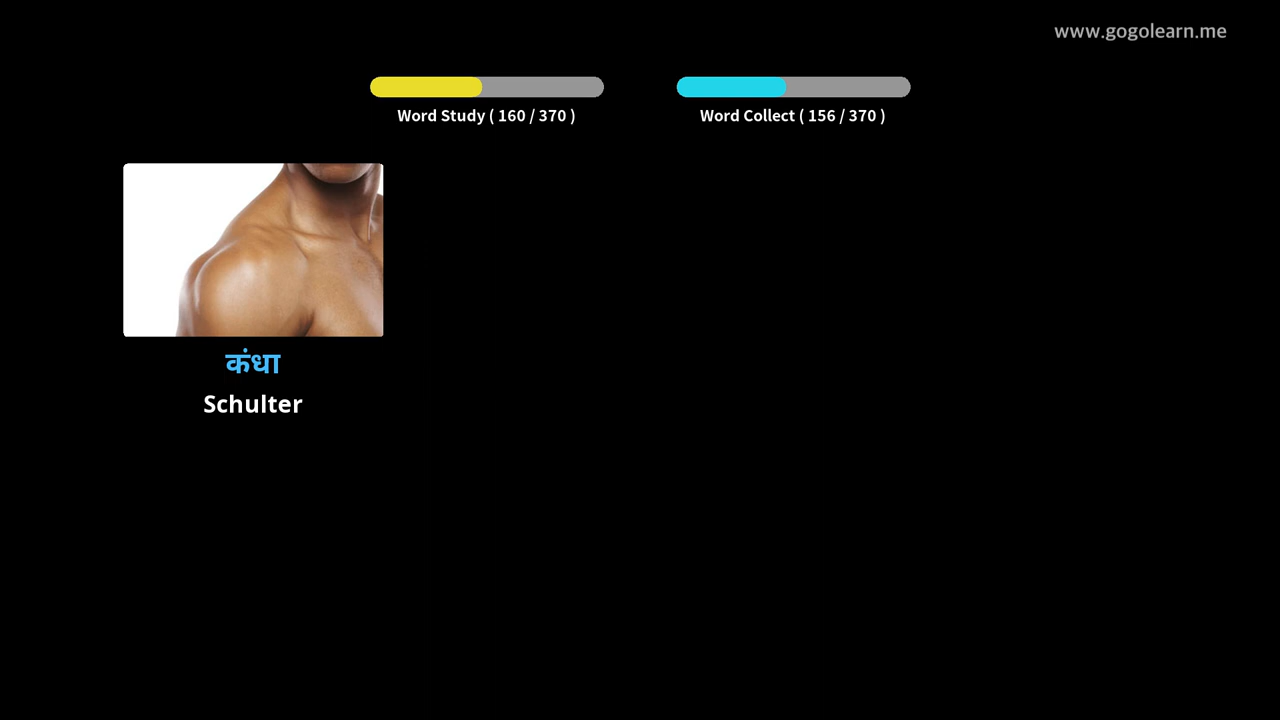 www.gogolearn.me
Word Study ( 160 / 370 )
Word Collect ( 156 / 370 )
कंधा
Schulter